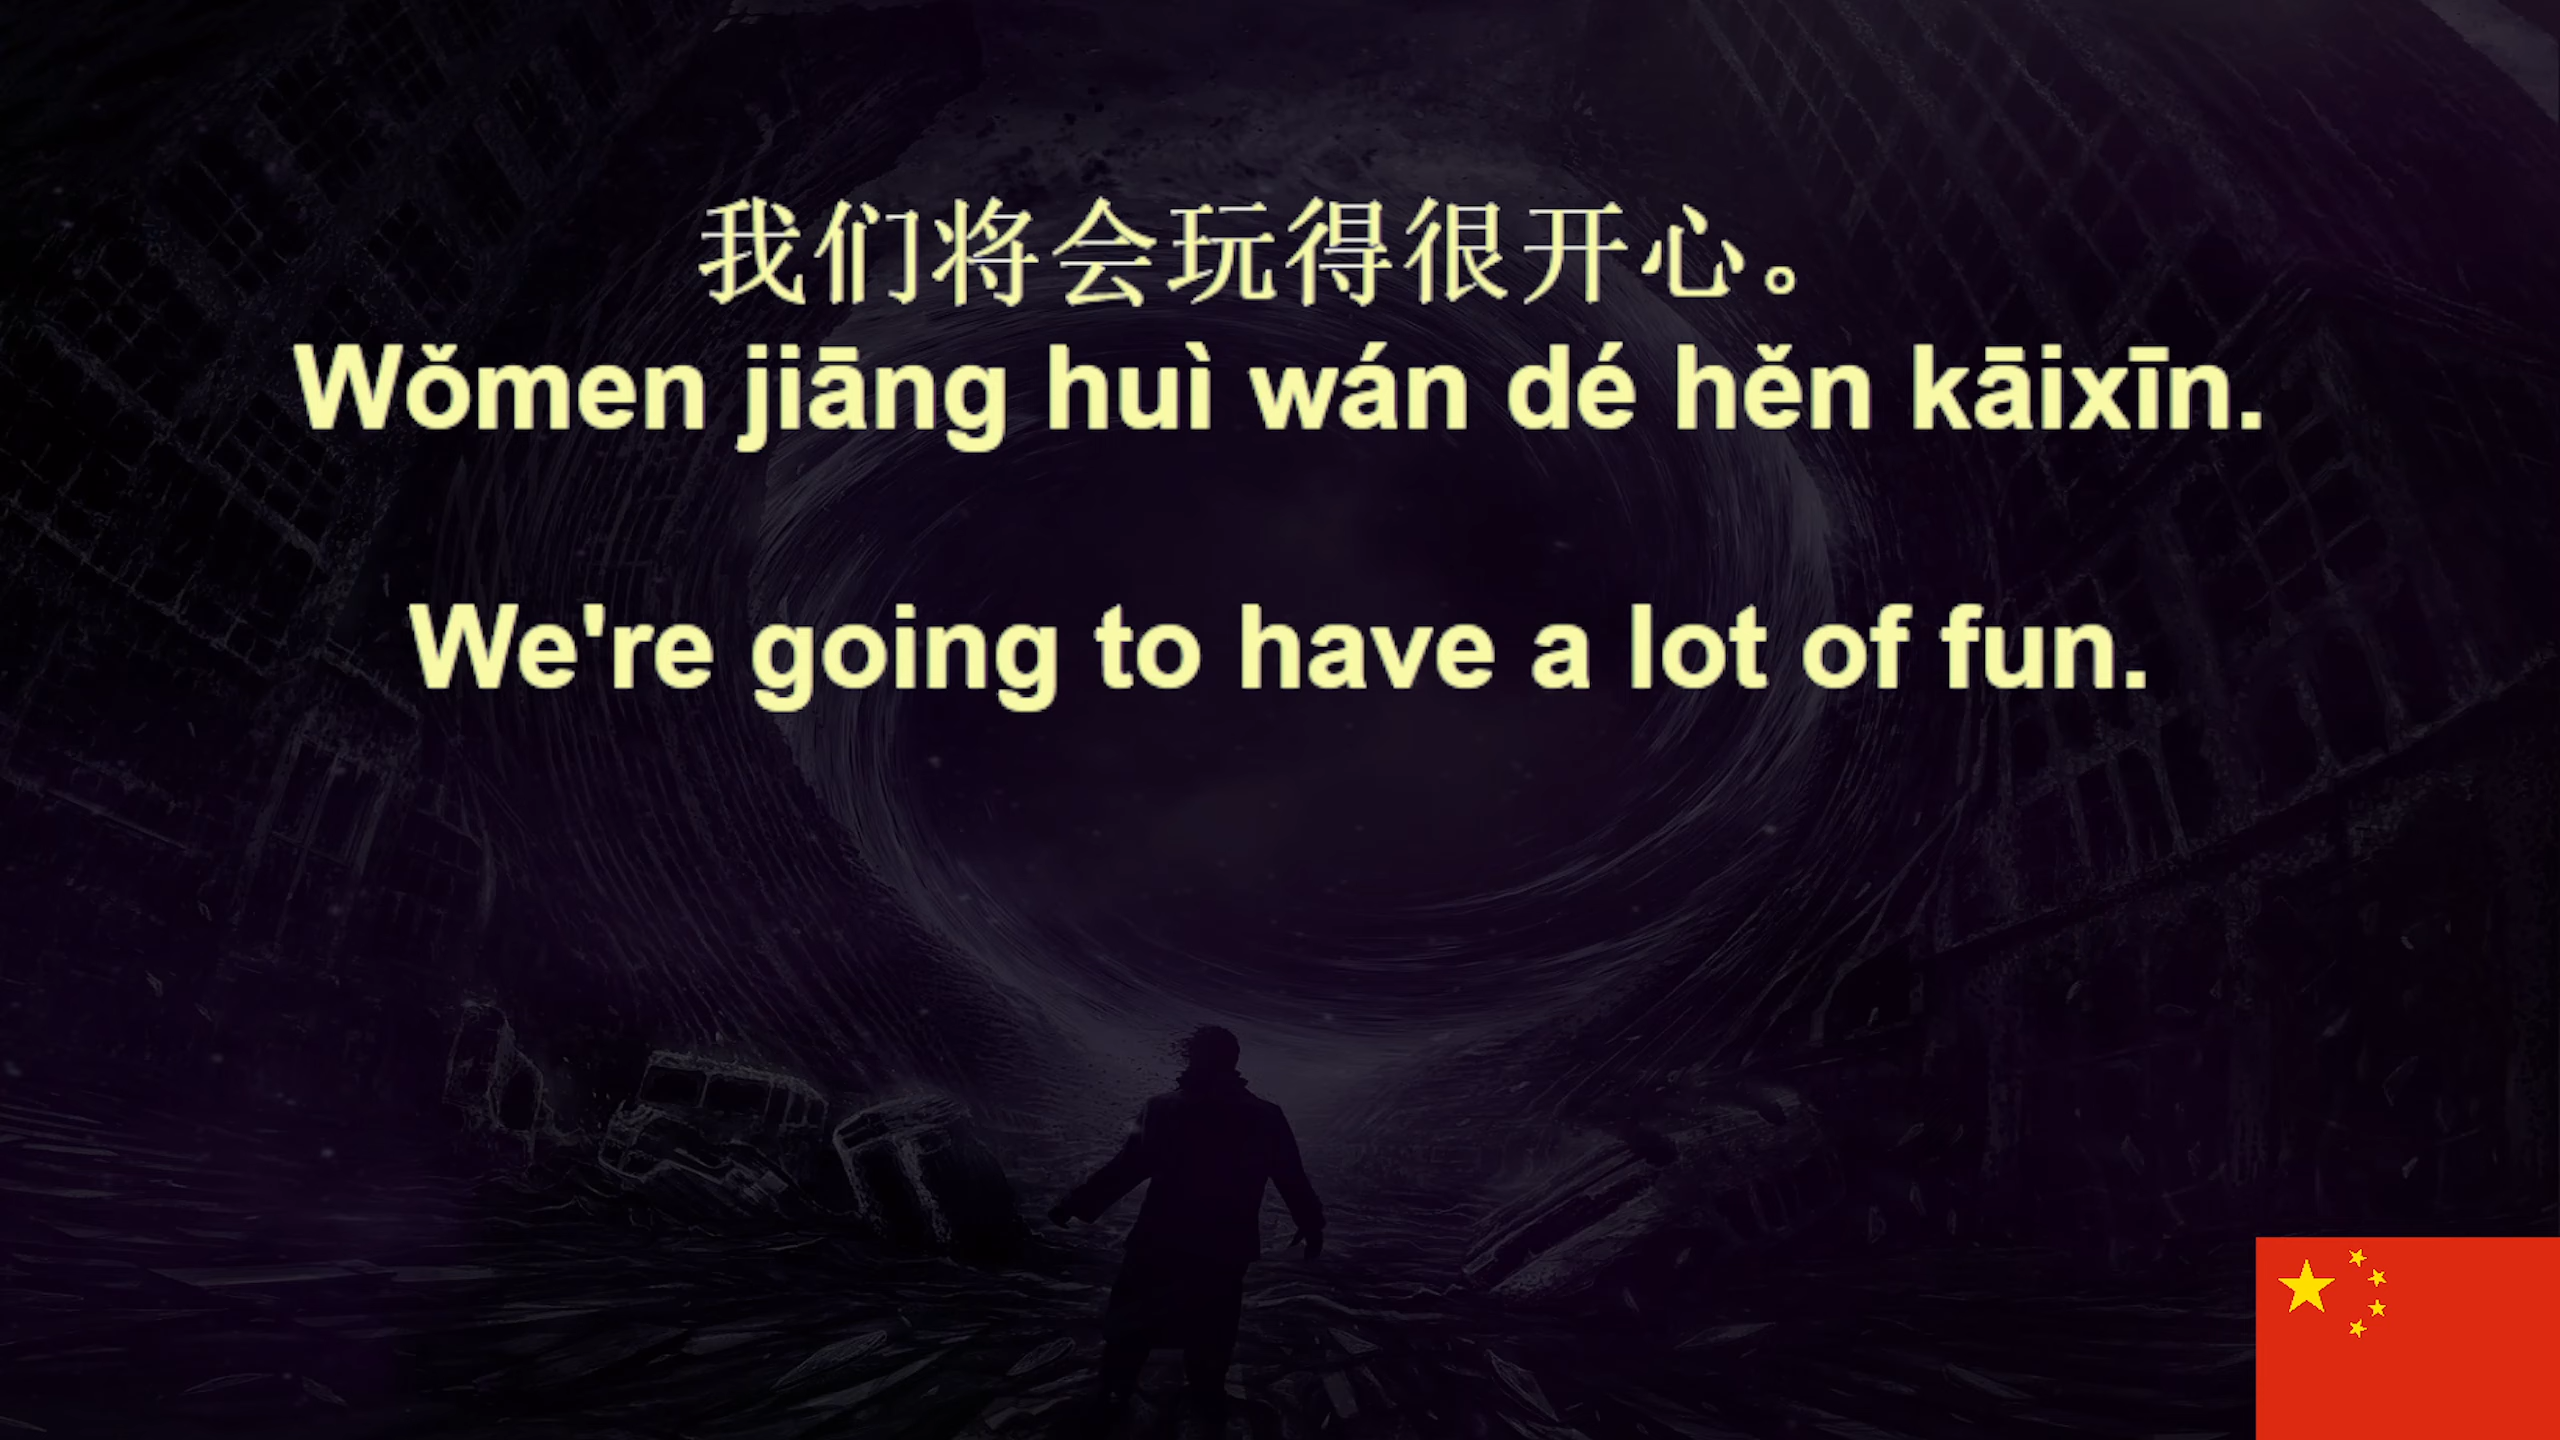 我们将会玩得很开心。
Wǒmen jiāng huì wán dé hěn kāixīn.
We're going to have a lot of fun.